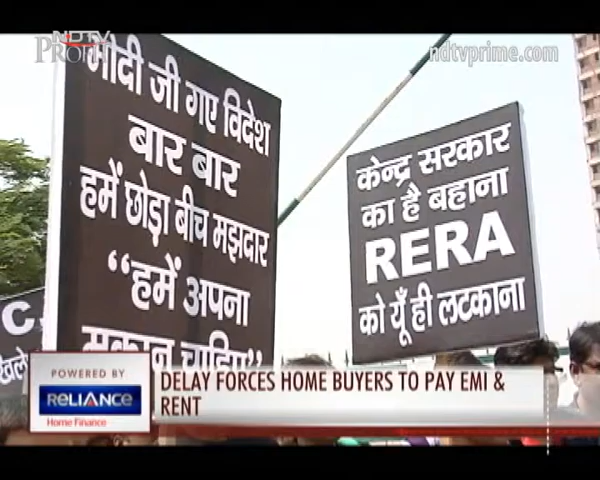 NDTV
PROFIT
ndtvprime.com
मोदी जी गए विदेश
बार बार
हमें छोड़ा बीच मझदार
“हमें अपना
मकान चाहिए”
केन्द्र सरकार
का है बहाना
RERA
को यूँ ही लटकाना
POWERED BY
RELIANCE
Home Finance
DELAY FORCES HOME BUYERS TO PAY EMI &
RENT